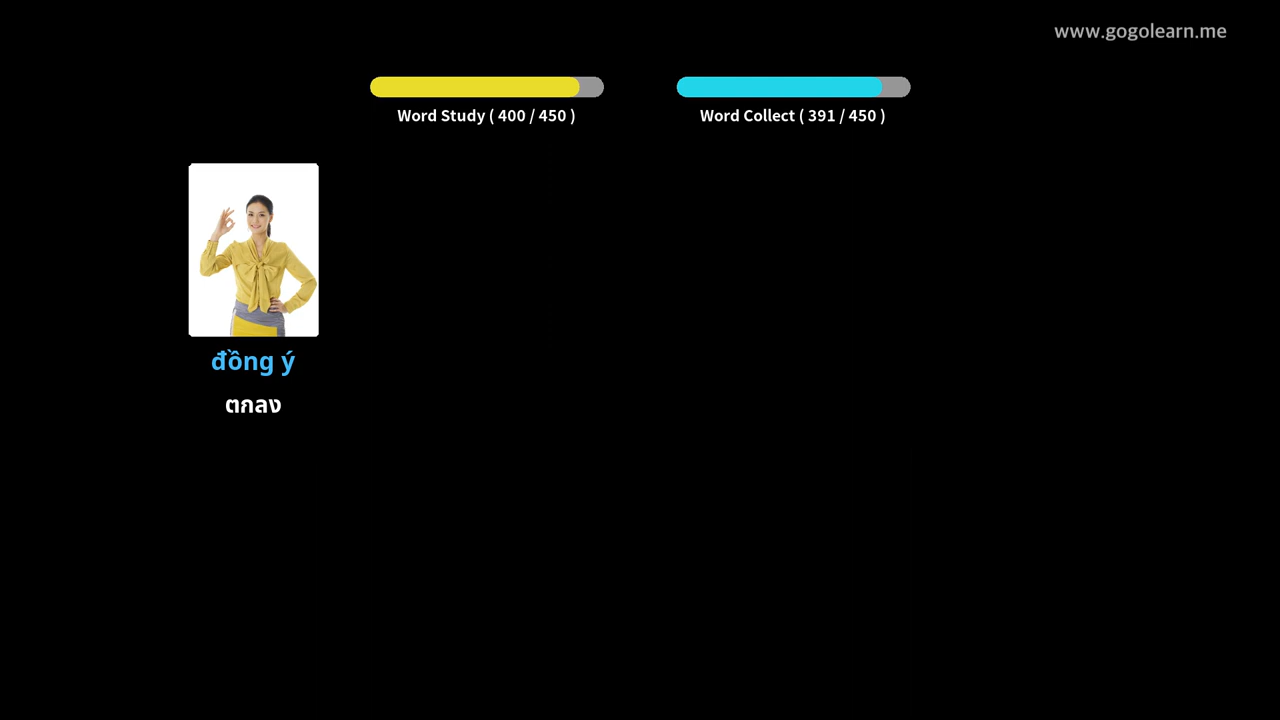 www.gogolearn.me
Word Study ( 400 / 450 )
Word Collect ( 391 / 450 )
đồng ý
ตกลง